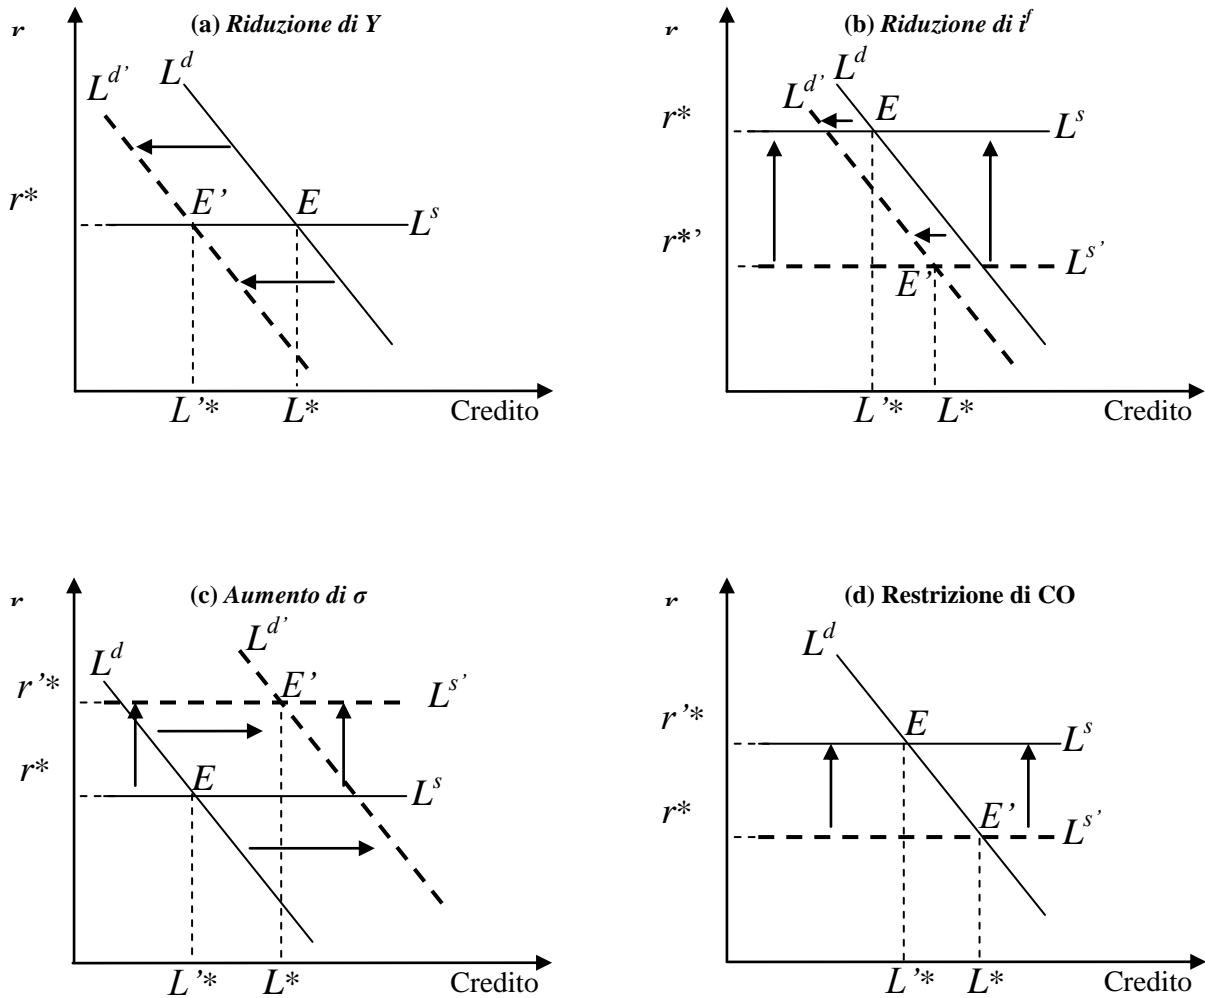 (a) Riduzione di Y
r
L^d'
L^d
r*
E'
E
L^s
L'*
L*
Credito
(b) Riduzione di i^f
r
L^d
L^d'
r*
E
L^s
r*'
E'
L^s'
L'*
L*
Credito
(c) Aumento di σ
r
L^d
L^d'
r'*
E'
L^s'
r*
E
L^s
L'*
L*
Credito
(d) Restrizione di CO
r
L^d
r'*
E
L^s
r*
E'
L^s'
L'*
L*
Credito